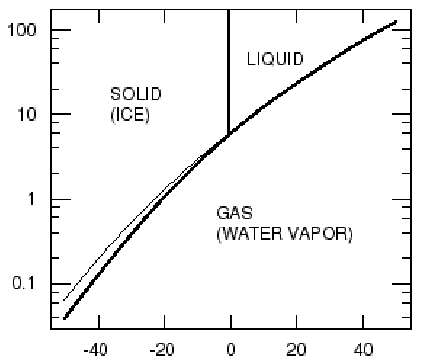 100
LIQUID
SOLID
(ICE)
10
1
GAS
(WATER VAPOR)
0.1
-40
-20
0
20
40